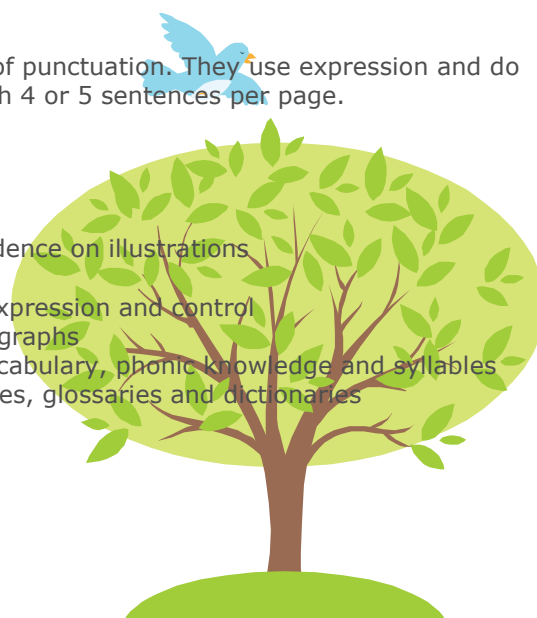 of punctuation. They use expression and do
h 4 or 5 sentences per page.
dence on illustrations
xpression and control
graphs
cabulary, phonic knowledge and syllables
es, glossaries and dictionaries